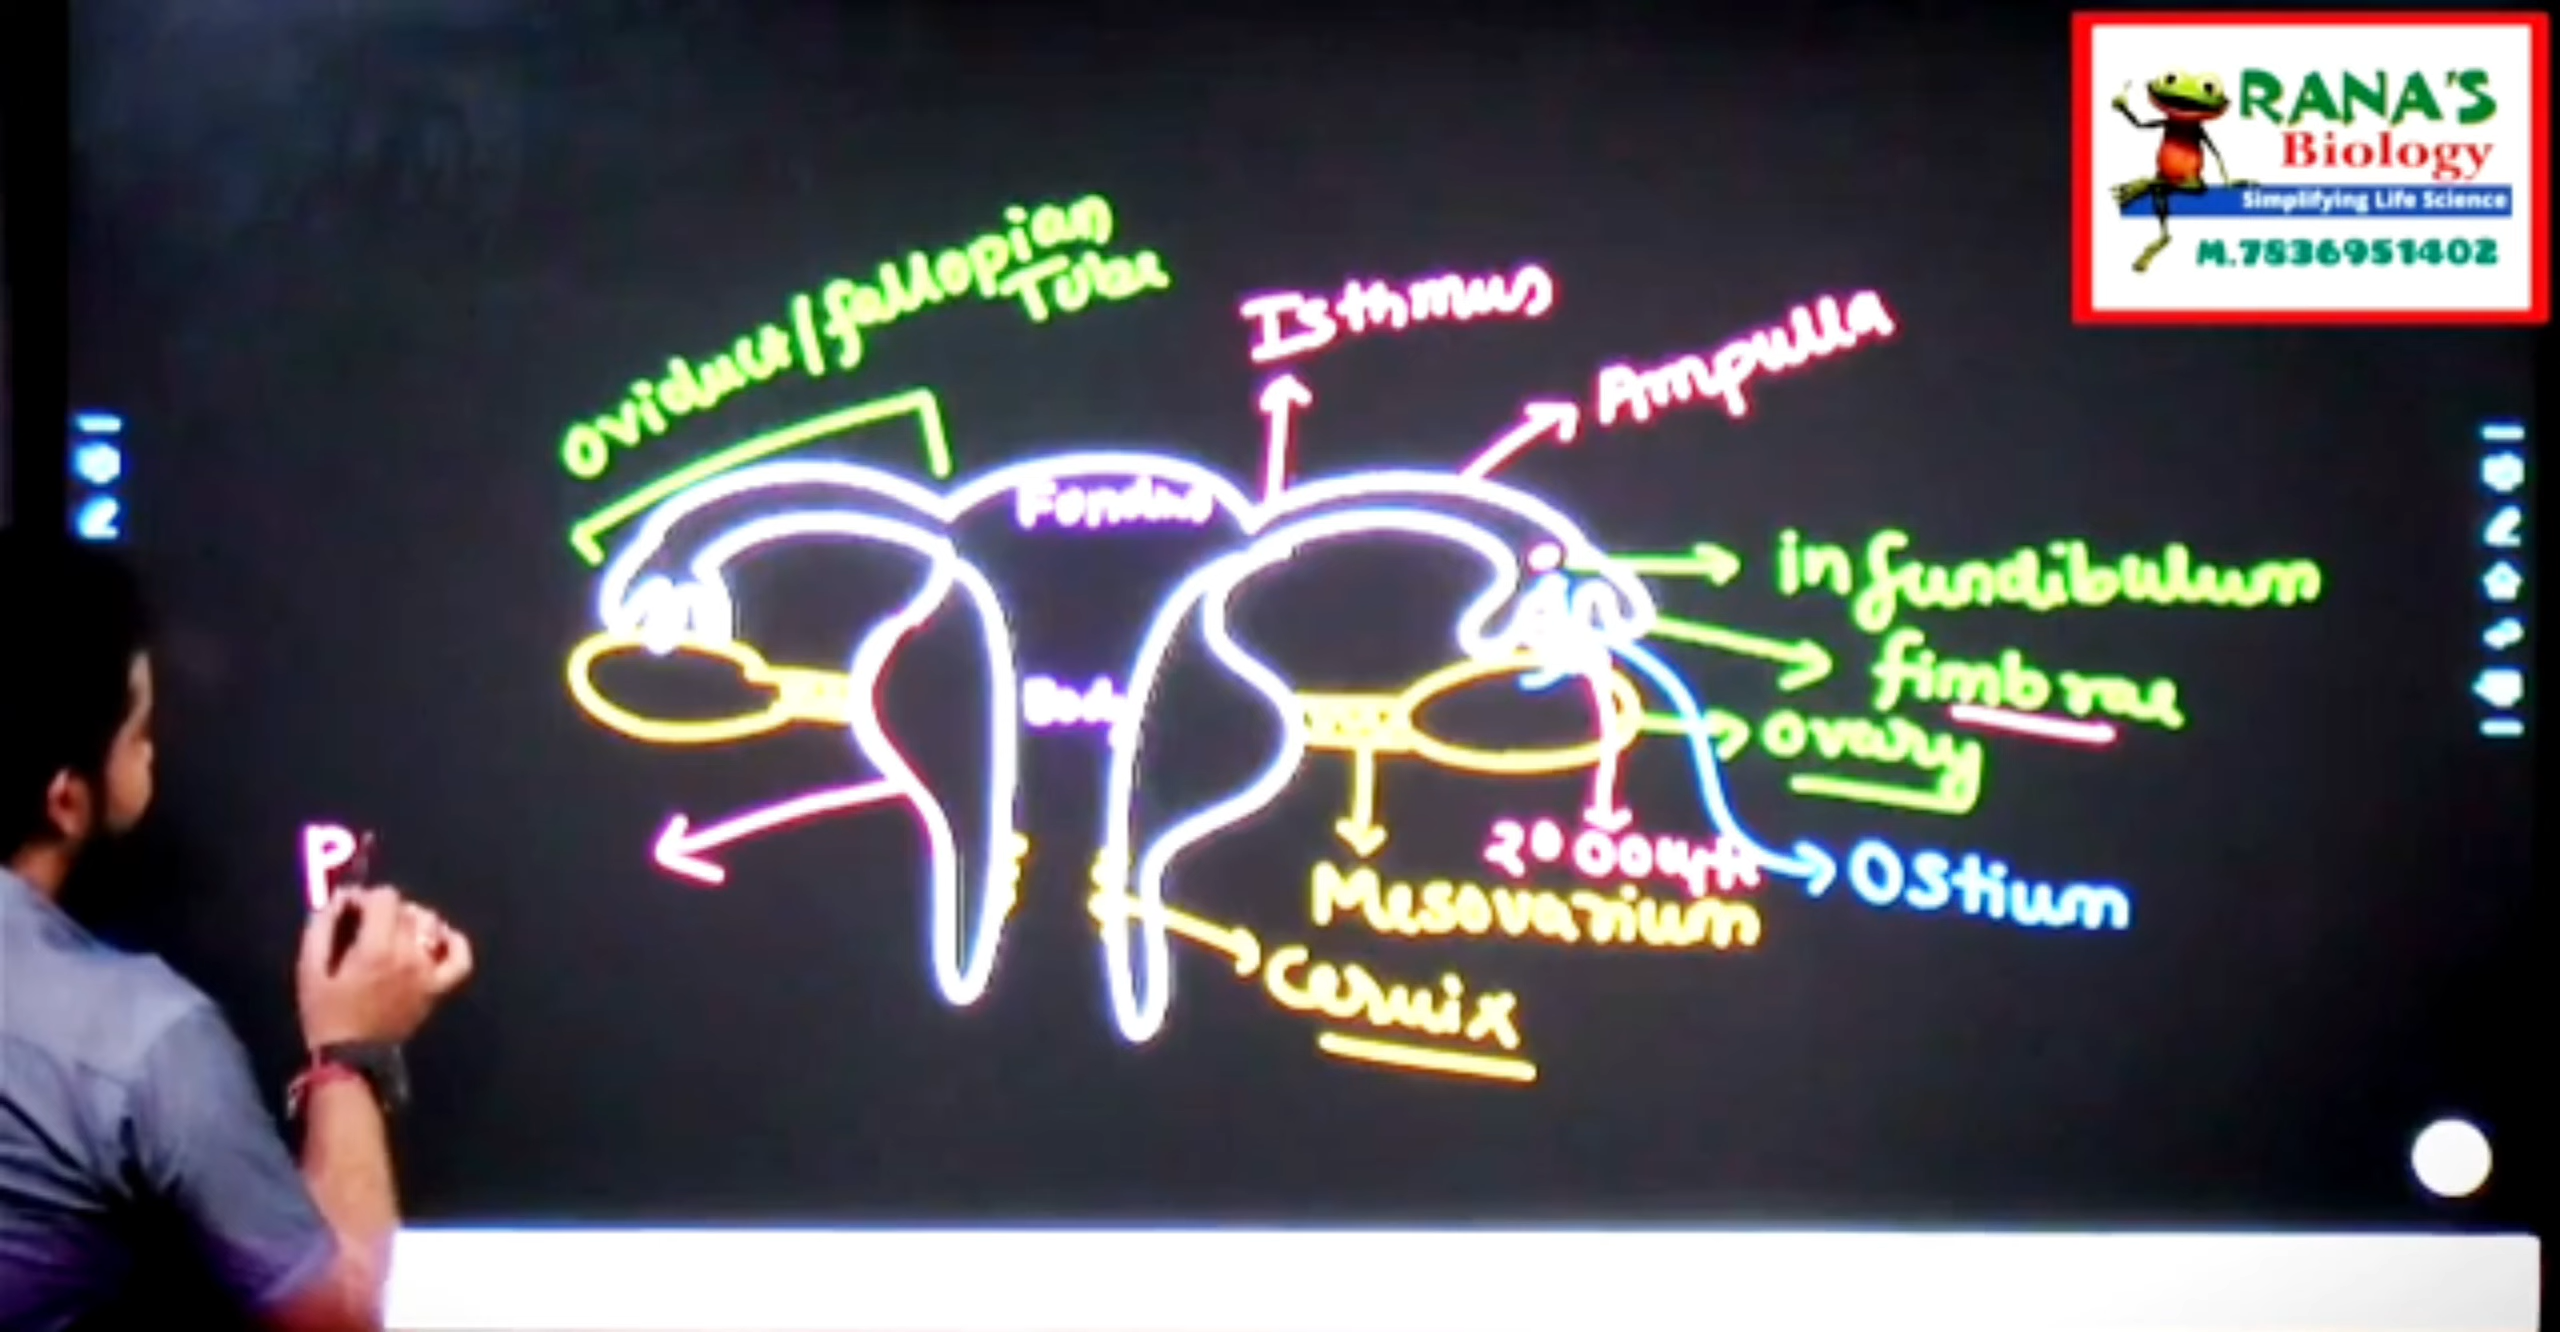 RANA'S
Biology
Simplifying Life Science
M.7836951402
Oviduct/fallopian
Tube
Isthmus
Ampulla
Fundus
infundibulum
fimbrae
Body
ovary
P
2° Oocyte
Ostium
Mesovarium
Cervix